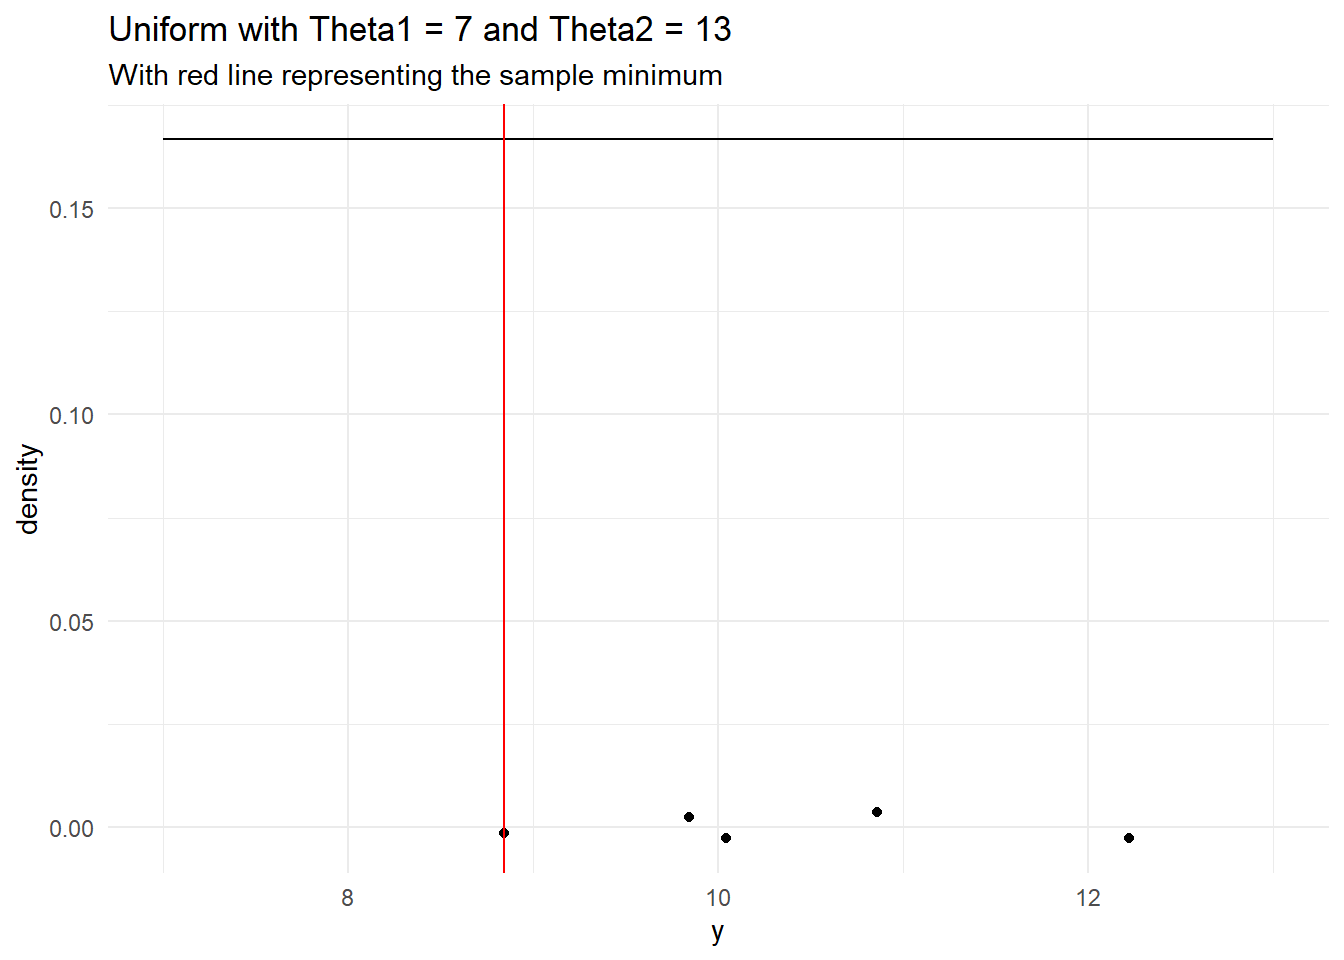 Uniform with Theta1 = 7 and Theta2 = 13
With red line representing the sample minimum
0.15
0.10
0.05
0.00
density
8 10 12
y